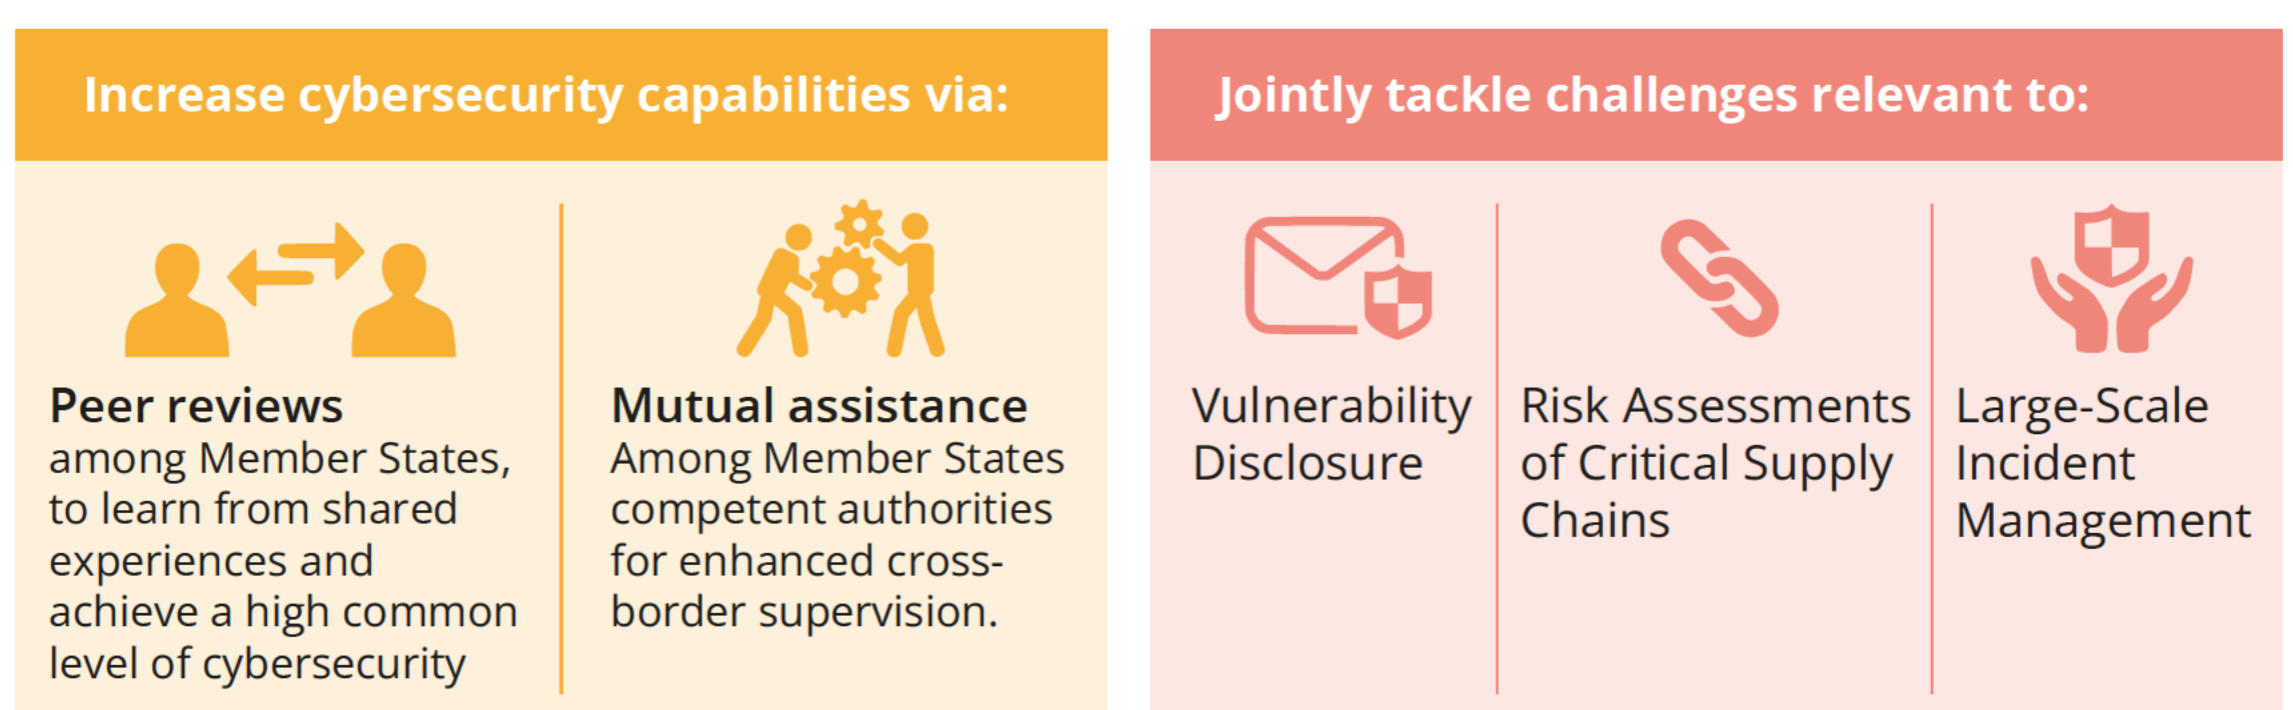 Increase cybersecurity capabilities via:
Peer reviews
among Member States,
to learn from shared
experiences and
achieve a high common
level of cybersecurity
Mutual assistance
Among Member States
competent authorities
for enhanced cross-
border supervision.
Jointly tackle challenges relevant to:
Vulnerability
Disclosure
Risk Assessments
of Critical Supply
Chains
Large-Scale
Incident
Management